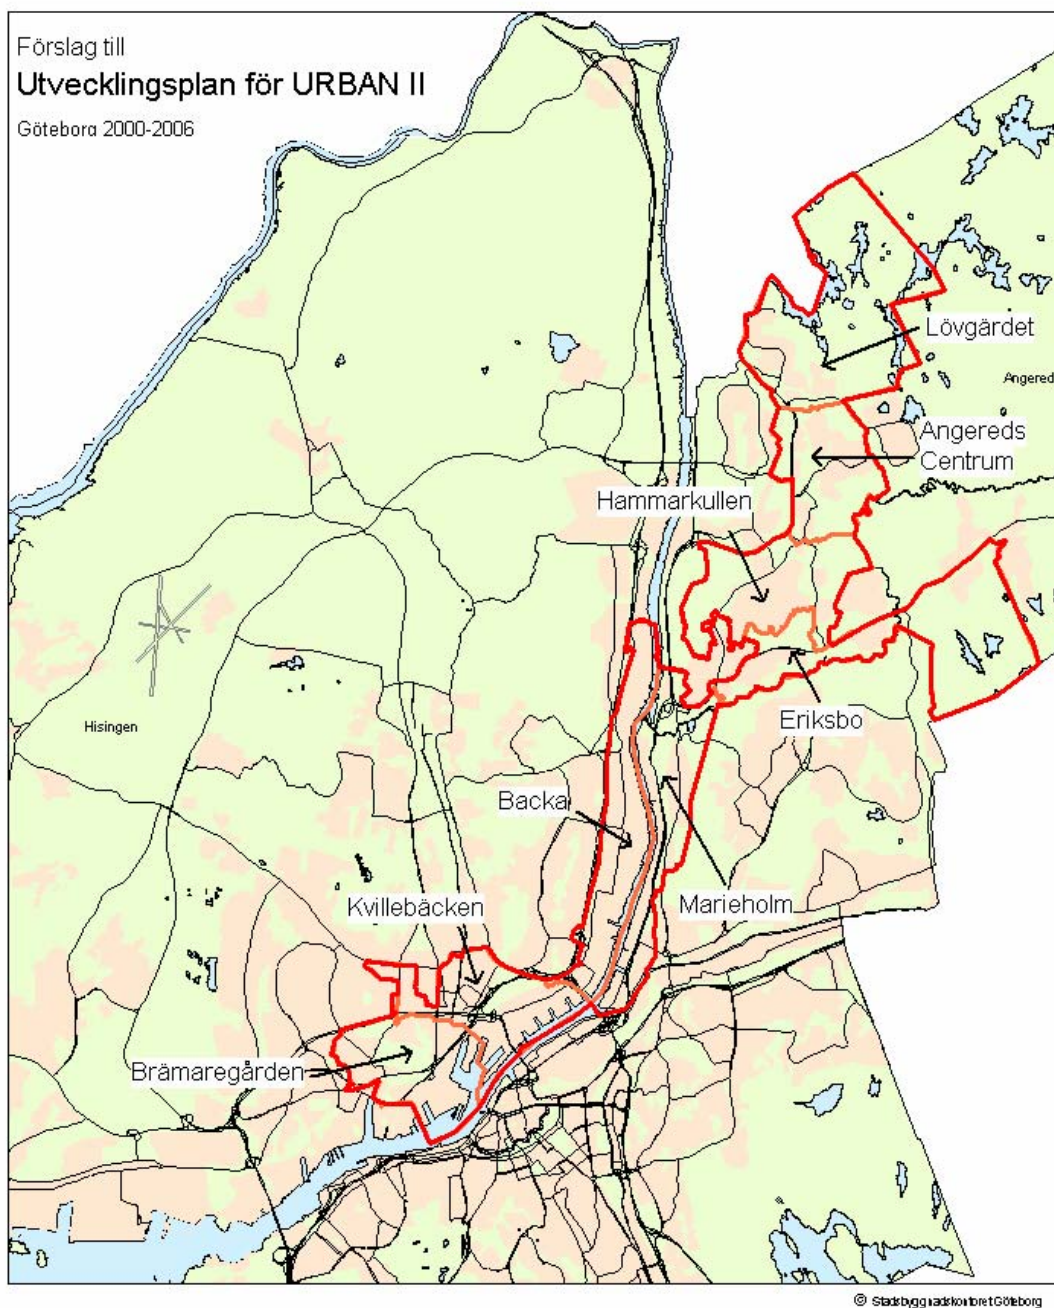 Förslag till
Utvecklingsplan för URBAN II
Göteborg 2000-2006
Lövgärdet
Angered
Angereds
Centrum
Hammarkullen
Hisingen
Eriksbo
Backa
Kvillebäcken
Marieholm
Brämaregården
© Stadsbyggnadskontoret Göteborg